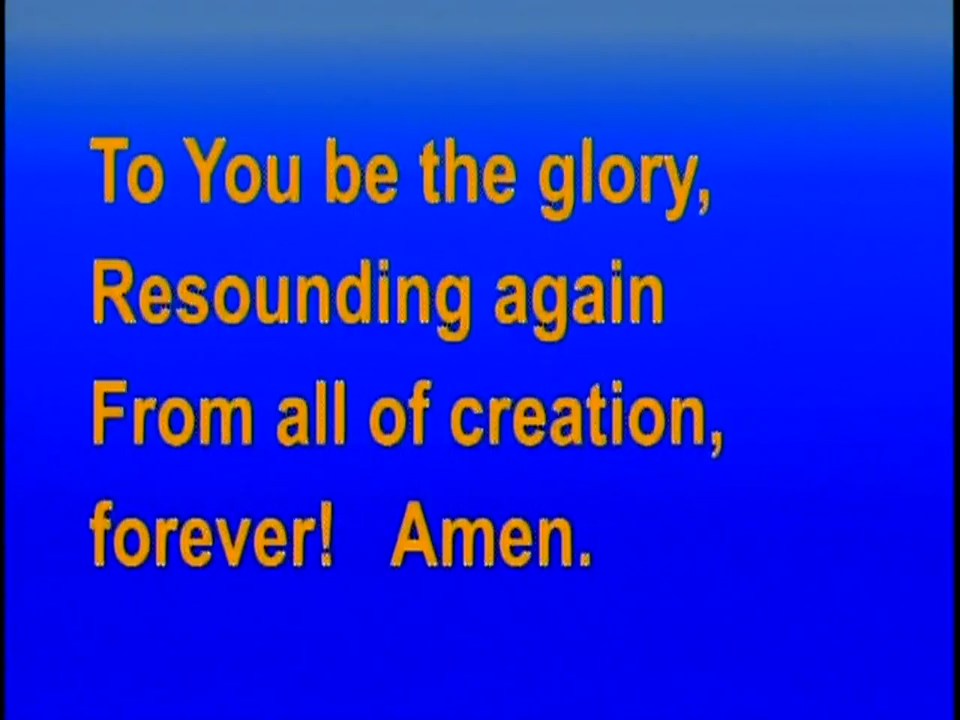 To You be the glory,
Resounding again
From all of creation,
forever!   Amen.